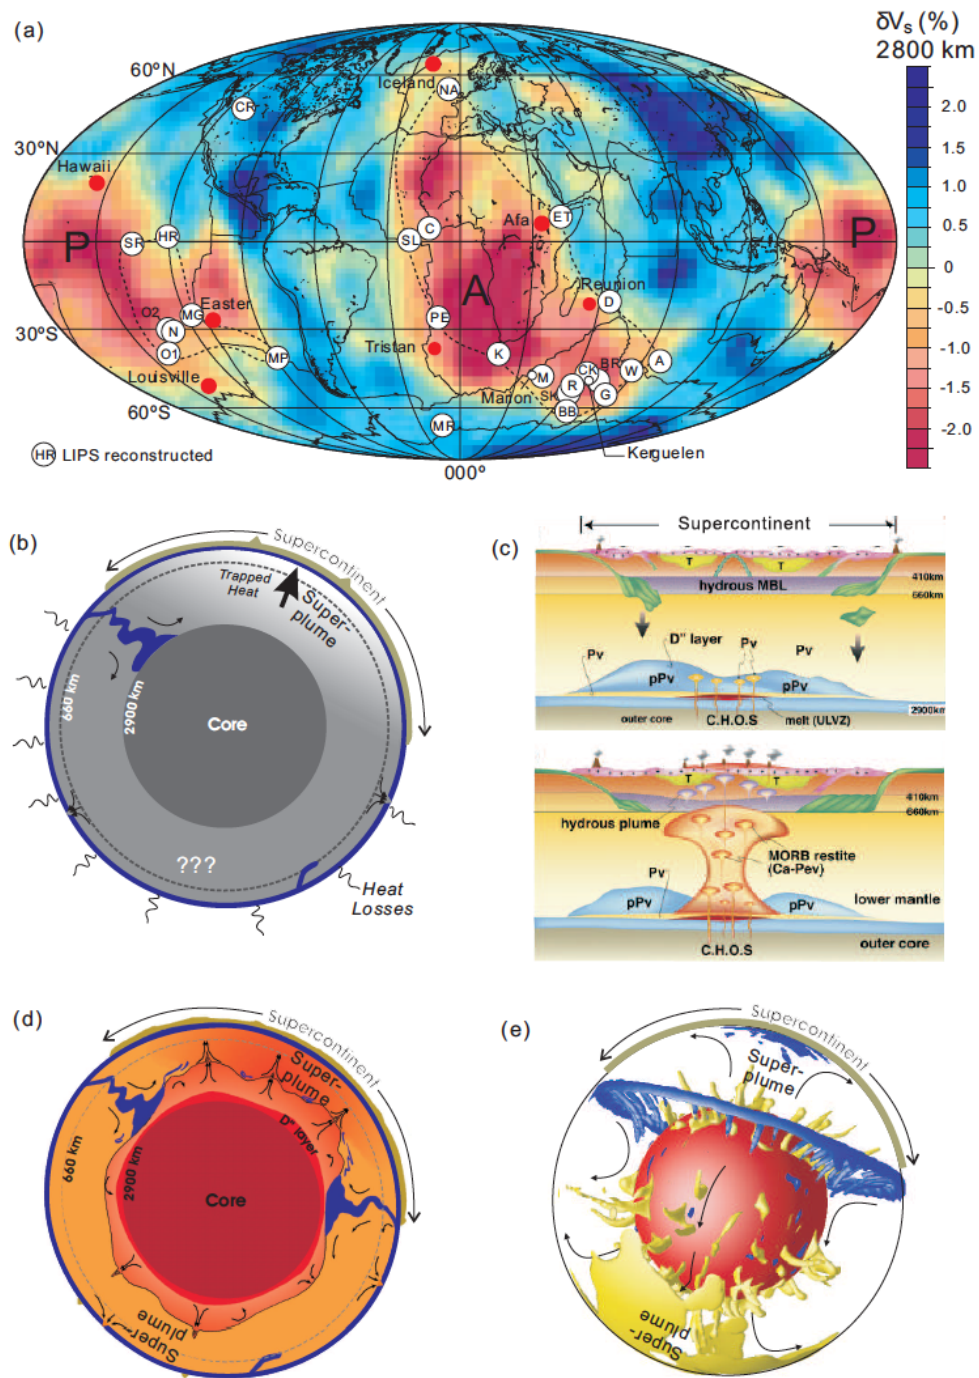 (a)
δVs (%)
2800 km
60°N
30°N
30°S
60°S
000°
2.0
1.5
1.0
0.5
0
-0.5
-1.0
-1.5
-2.0
Iceland
NA
CR
Hawaii
P
SR
HR
C
SL
Afa
ET
P
A
Reunion
D
O2
MG
Easter
N
O1
MP
PE
Tristan
K
Louisville
M
Marion
CK
BR
W
A
SK
R
G
BB
MR
HR LIPS reconstructed
Kerguelen
(b)
Supercontinent
Trapped
Heat
Super-
plume
660 km
2900 km
Core
???
Heat
Losses
(c)
Supercontinent
T
T
hydrous MBL
410km
660km
D" layer
Pv
Pv
Pv
pPv
pPv
outer core
C.H.O.S
melt (ULVZ)
2900km
T
T
410km
660km
hydrous plume
MORB restite
(Ca-Pev)
Pv
pPv
pPv
lower mantle
outer core
C.H.O.S
(d)
Supercontinent
Super-
plume
D" layer
660 km
2900 km
Core
Super-
plume
(e)
Supercontinent
Super-
plume
Super-
plume